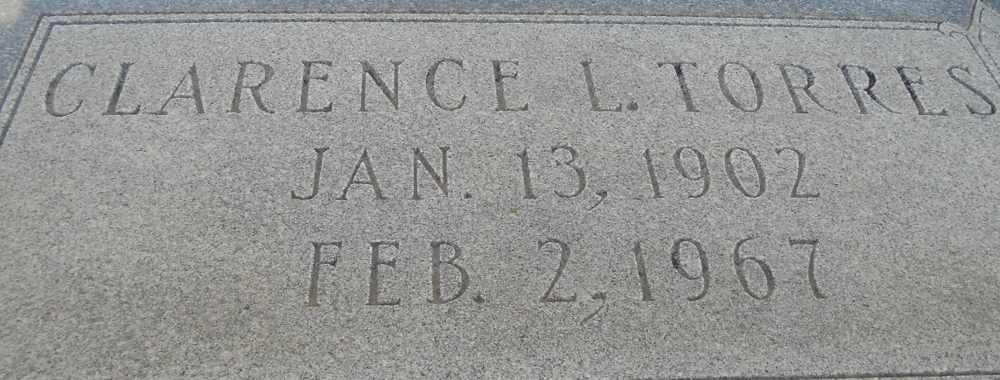 CLARENCE L. TORRES
JAN. 13, 1902
FEB. 2, 1967